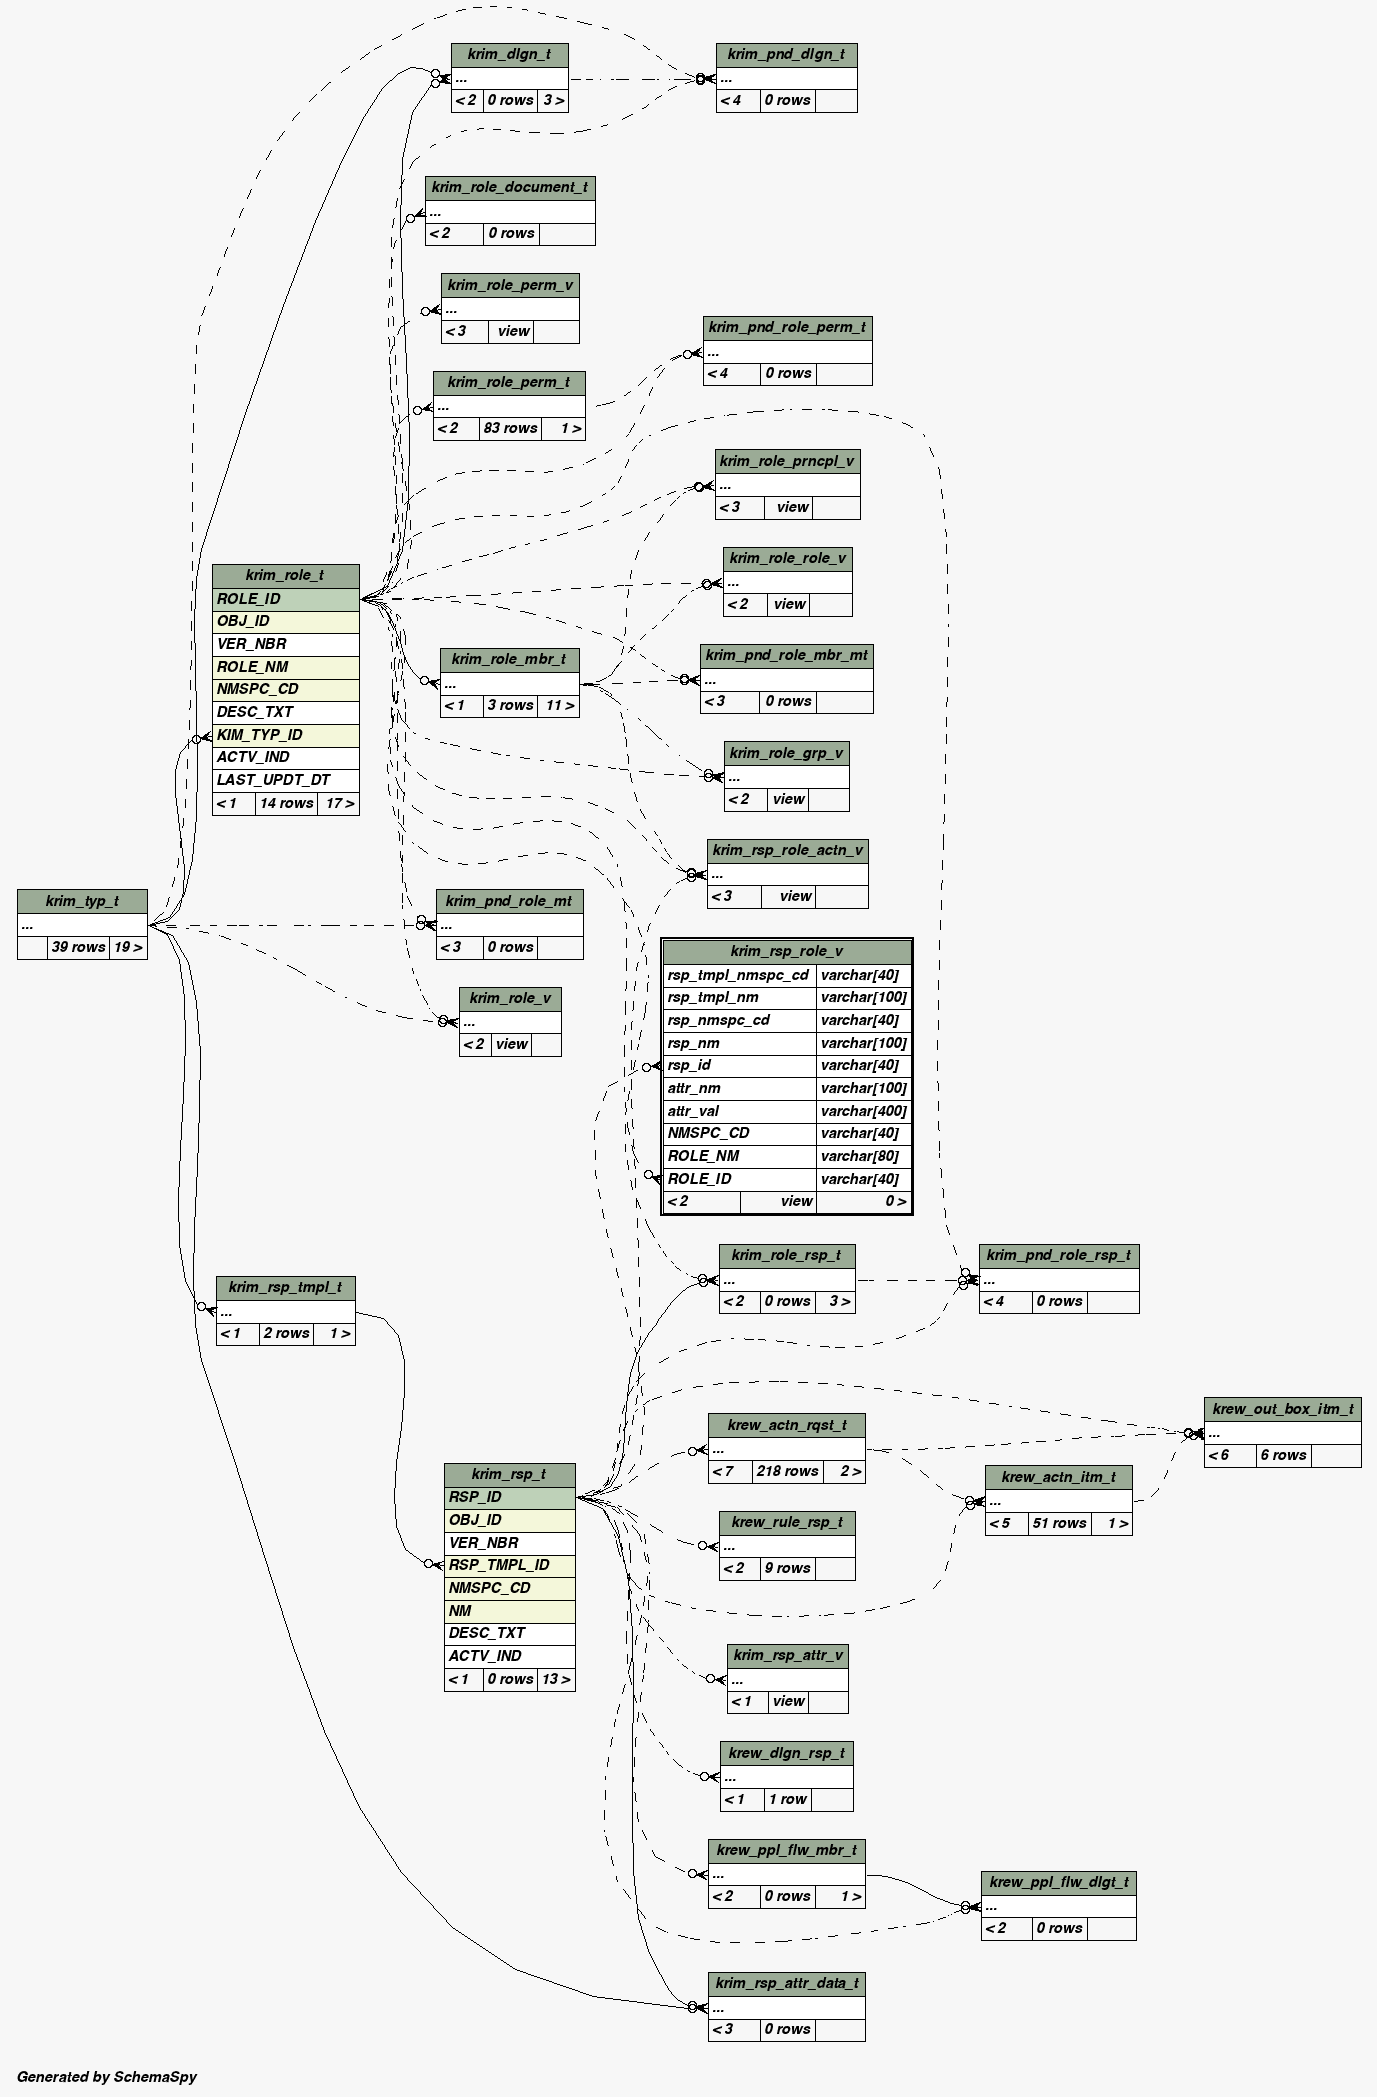 krim_dlgn_t
...
< 2 0 rows 3 >
krim_pnd_dlgn_t
...
< 4 0 rows
krim_role_document_t
...
< 2 0 rows
krim_role_perm_v
...
< 3 view
krim_pnd_role_perm_t
...
< 4 0 rows
krim_role_perm_t
...
< 2 83 rows 1 >
krim_role_prncpl_v
...
< 3 view
krim_role_role_v
...
< 2 view
krim_role_t
ROLE_ID
OBJ_ID
VER_NBR
ROLE_NM
NMSPC_CD
DESC_TXT
KIM_TYP_ID
ACTV_IND
LAST_UPDT_DT
< 1 14 rows 17 >
krim_role_mbr_t
...
< 1 3 rows 11 >
krim_pnd_role_mbr_mt
...
< 3 0 rows
krim_role_grp_v
...
< 2 view
krim_rsp_role_actn_v
...
< 3 view
krim_typ_t
...
39 rows 19 >
krim_pnd_role_mt
...
< 3 0 rows
krim_role_v
...
< 2 view
krim_rsp_role_v
rsp_tmpl_nmspc_cd varchar[40]
rsp_tmpl_nm varchar[100]
rsp_nmspc_cd varchar[40]
rsp_nm varchar[100]
rsp_id varchar[40]
attr_nm varchar[100]
attr_val varchar[400]
NMSPC_CD varchar[40]
ROLE_NM varchar[80]
ROLE_ID varchar[40]
< 2 view 0 >
krim_role_rsp_t
...
< 2 0 rows 3 >
krim_pnd_role_rsp_t
...
< 4 0 rows
krim_rsp_tmpl_t
...
< 1 2 rows 1 >
krew_out_box_itm_t
...
< 6 6 rows
krew_actn_rqst_t
...
< 7 218 rows 2 >
krew_actn_itm_t
...
< 5 51 rows 1 >
krim_rsp_t
RSP_ID
OBJ_ID
VER_NBR
RSP_TMPL_ID
NMSPC_CD
NM
DESC_TXT
ACTV_IND
< 1 0 rows 13 >
krew_rule_rsp_t
...
< 2 9 rows
krim_rsp_attr_v
...
< 1 view
krew_dlgn_rsp_t
...
< 1 1 row
krew_ppl_flw_mbr_t
...
< 2 0 rows 1 >
krew_ppl_flw_dlgt_t
...
< 2 0 rows
krim_rsp_attr_data_t
...
< 3 0 rows
Generated by SchemaSpy